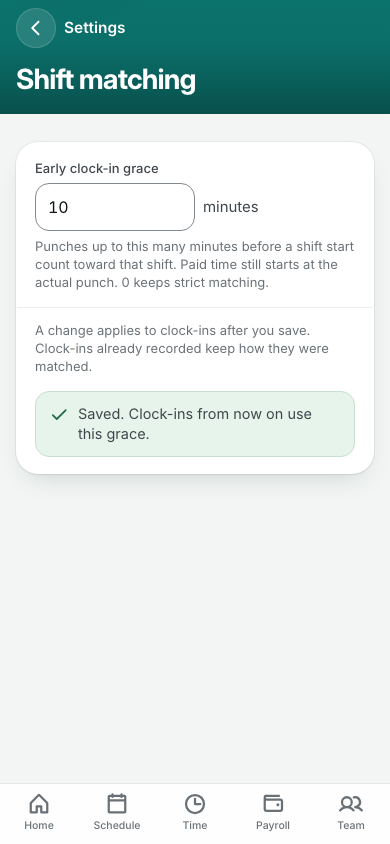 Settings
Shift matching
Early clock-in grace
10 minutes
Punches up to this many minutes before a shift start
count toward that shift. Paid time still starts at the
actual punch. 0 keeps strict matching.
A change applies to clock-ins after you save.
Clock-ins already recorded keep how they were
matched.
Saved. Clock-ins from now on use
this grace.
Home Schedule Time Payroll Team